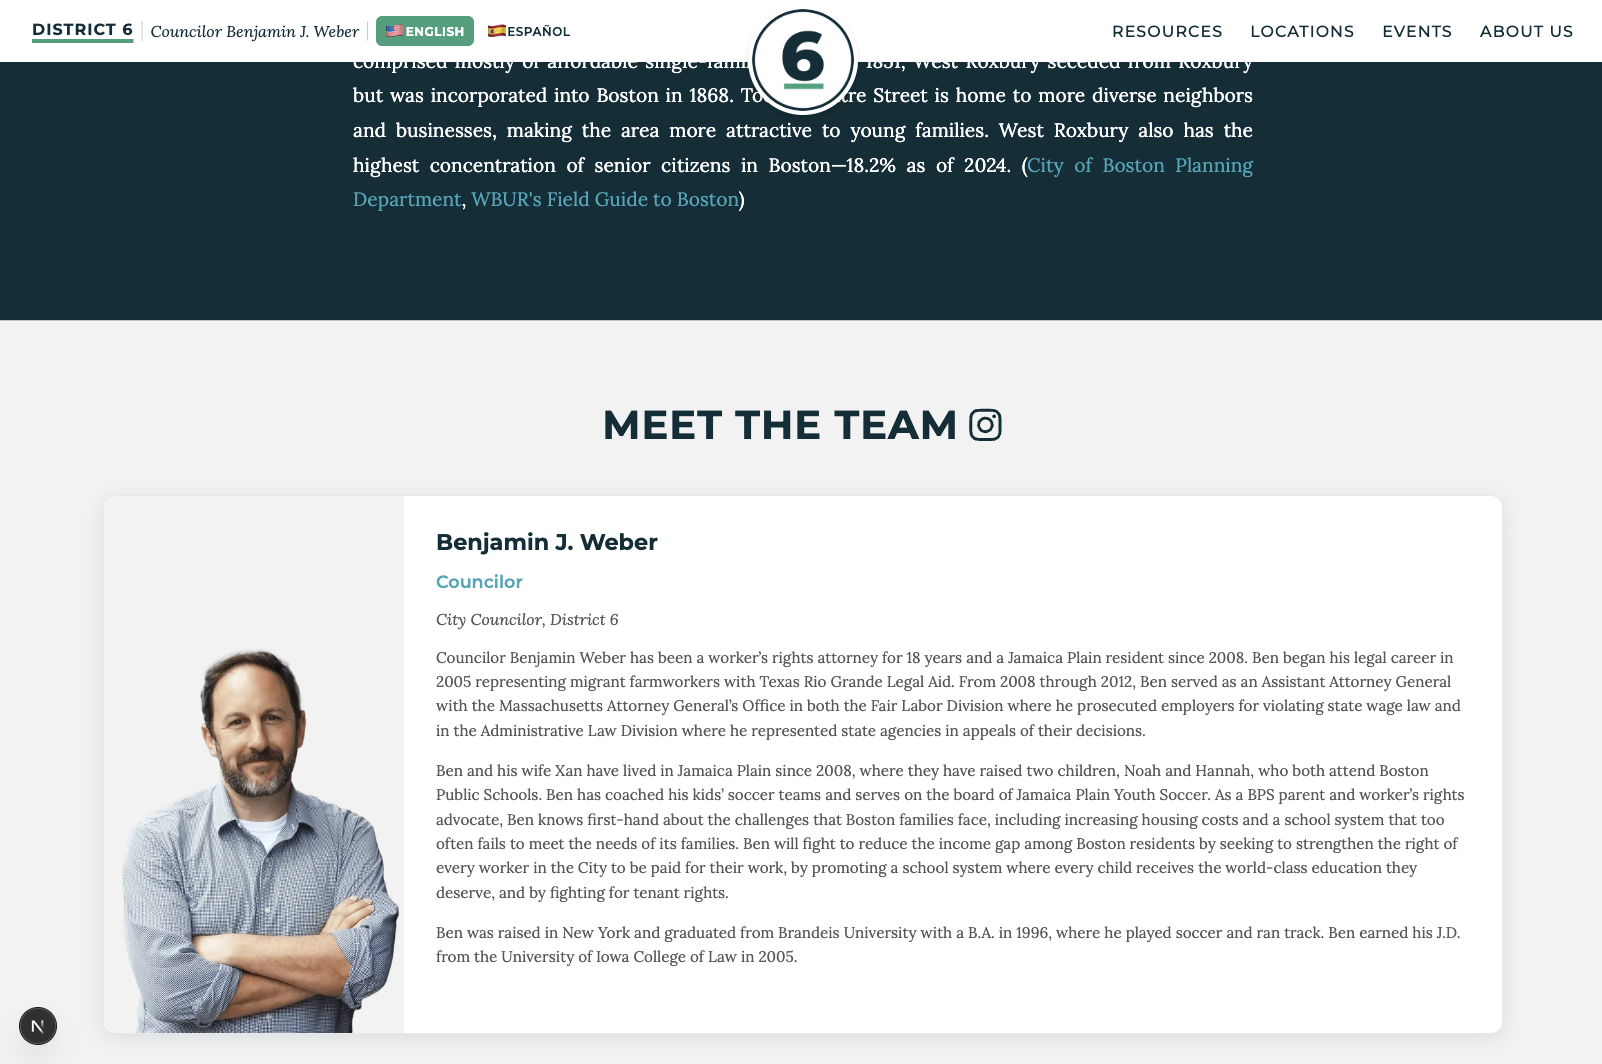 DISTRICT 6 Councilor Benjamin J. Weber ENGLISH ESPAÑOL 6 RESOURCES LOCATIONS EVENTS ABOUT US
comprised mostly of affordable single-fami 1851, West Roxbury seceded from Roxbury
but was incorporated into Boston in 1868. To tre Street is home to more diverse neighbors
and businesses, making the area more attractive to young families. West Roxbury also has the
highest concentration of senior citizens in Boston—18.2% as of 2024. (City of Boston Planning
Department, WBUR's Field Guide to Boston)
MEET THE TEAM
Benjamin J. Weber
Councilor
City Councilor, District 6
Councilor Benjamin Weber has been a worker’s rights attorney for 18 years and a Jamaica Plain resident since 2008. Ben began his legal career in
2005 representing migrant farmworkers with Texas Rio Grande Legal Aid. From 2008 through 2012, Ben served as an Assistant Attorney General
with the Massachusetts Attorney General’s Office in both the Fair Labor Division where he prosecuted employers for violating state wage law and
in the Administrative Law Division where he represented state agencies in appeals of their decisions.
Ben and his wife Xan have lived in Jamaica Plain since 2008, where they have raised two children, Noah and Hannah, who both attend Boston
Public Schools. Ben has coached his kids’ soccer teams and serves on the board of Jamaica Plain Youth Soccer. As a BPS parent and worker’s rights
advocate, Ben knows first-hand about the challenges that Boston families face, including increasing housing costs and a school system that too
often fails to meet the needs of its families. Ben will fight to reduce the income gap among Boston residents by seeking to strengthen the right of
every worker in the City to be paid for their work, by promoting a school system where every child receives the world-class education they
deserve, and by fighting for tenant rights.
Ben was raised in New York and graduated from Brandeis University with a B.A. in 1996, where he played soccer and ran track. Ben earned his J.D.
from the University of Iowa College of Law in 2005.
N